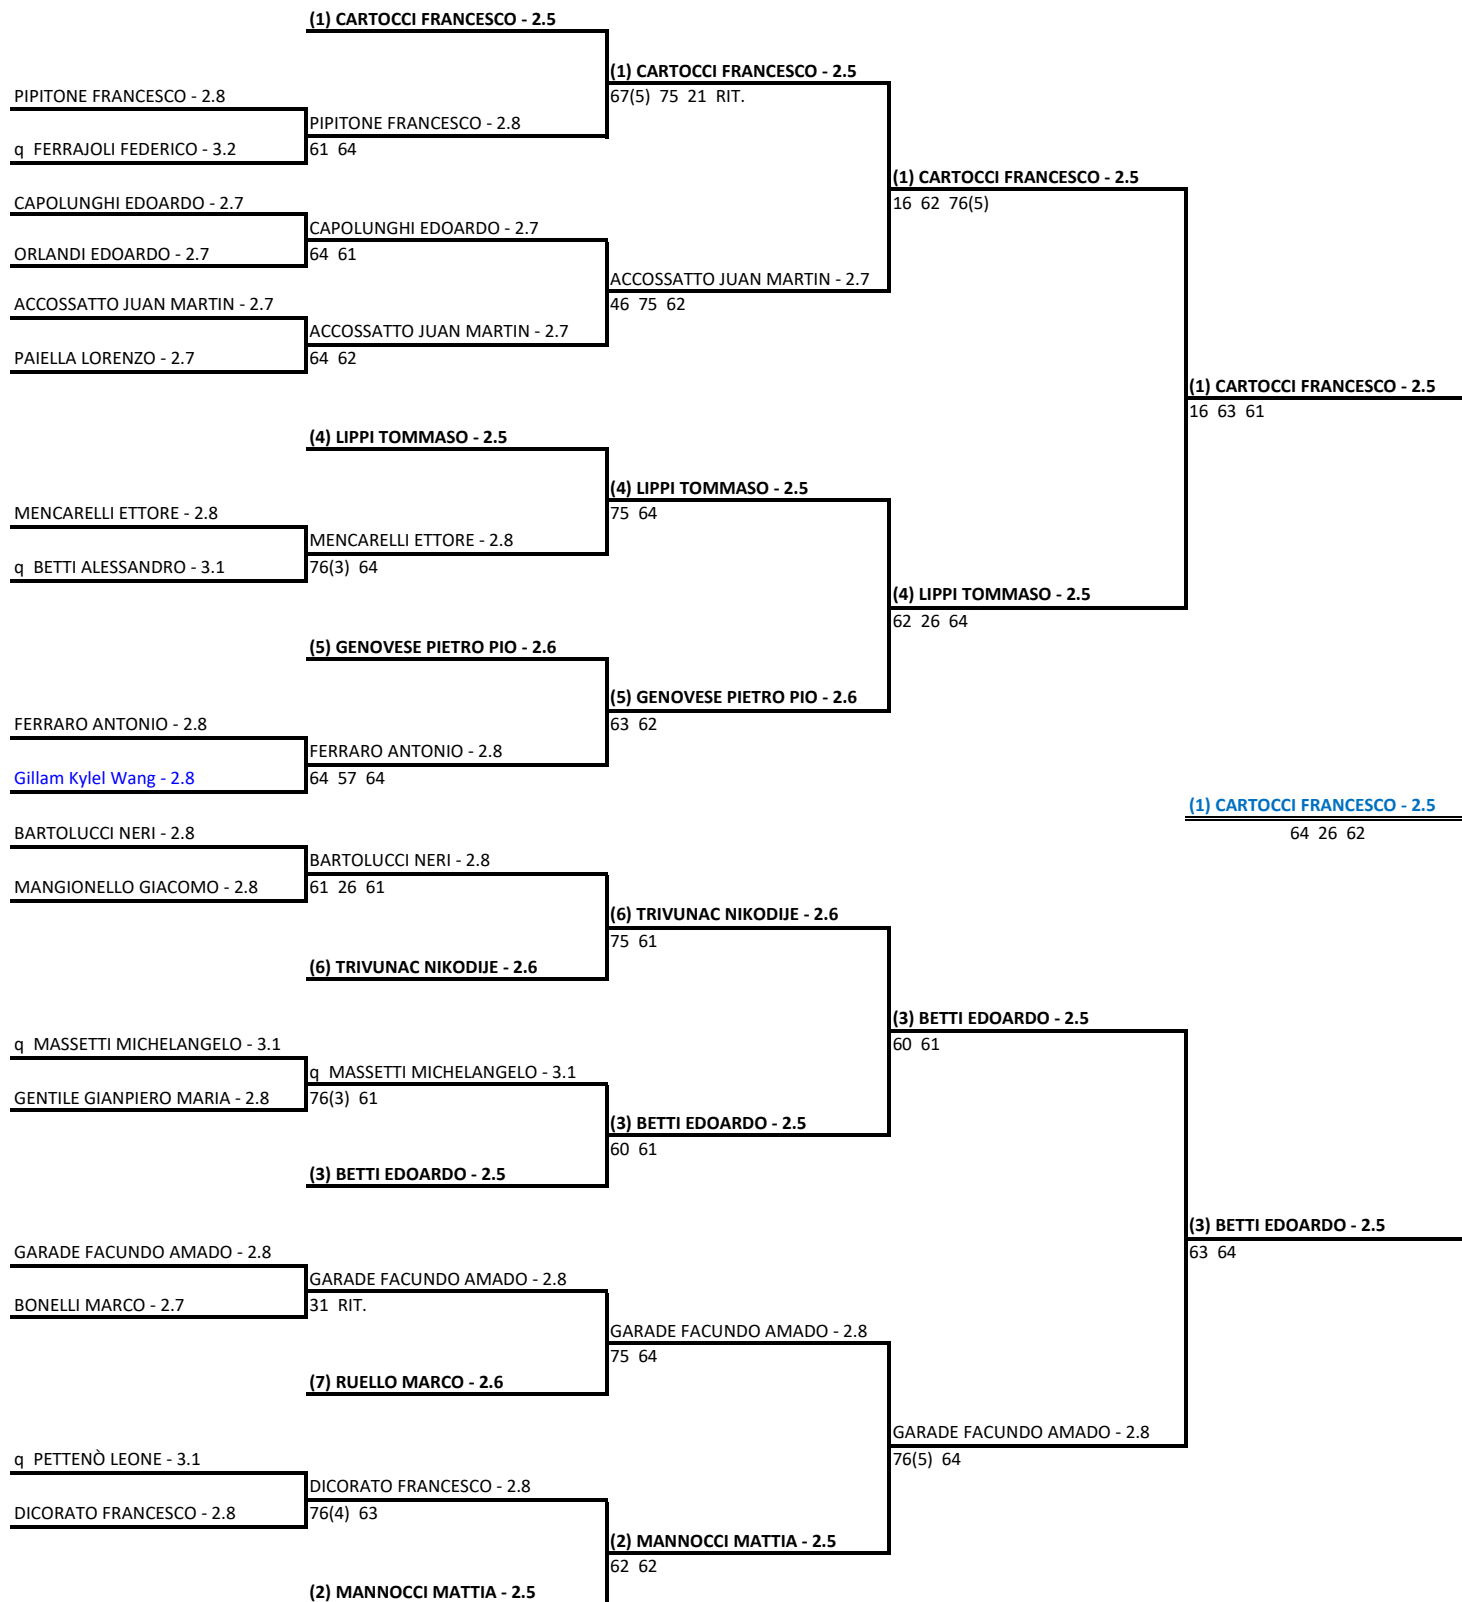 (1) CARTOCCI FRANCESCO - 2.5
(1) CARTOCCI FRANCESCO - 2.5
PIPITONE FRANCESCO - 2.8
67(5) 75 21 RIT.
PIPITONE FRANCESCO - 2.8
q FERRAJOLI FEDERICO - 3.2
61 64
(1) CARTOCCI FRANCESCO - 2.5
CAPOLUNGHI EDOARDO - 2.7
16 62 76(5)
CAPOLUNGHI EDOARDO - 2.7
ORLANDI EDOARDO - 2.7
64 61
ACCOSSATTO JUAN MARTIN - 2.7
ACCOSSATTO JUAN MARTIN - 2.7
46 75 62
ACCOSSATTO JUAN MARTIN - 2.7
PAIELLA LORENZO - 2.7
64 62
(1) CARTOCCI FRANCESCO - 2.5
16 63 61
(4) LIPPI TOMMASO - 2.5
(4) LIPPI TOMMASO - 2.5
MENCARELLI ETTORE - 2.8
75 64
MENCARELLI ETTORE - 2.8
q BETTI ALESSANDRO - 3.1
76(3) 64
(4) LIPPI TOMMASO - 2.5
62 26 64
(5) GENOVESE PIETRO PIO - 2.6
(5) GENOVESE PIETRO PIO - 2.6
FERRARO ANTONIO - 2.8
63 62
FERRARO ANTONIO - 2.8
Gillam Kylel Wang - 2.8
64 57 64
(1) CARTOCCI FRANCESCO - 2.5
BARTOLUCCI NERI - 2.8
64 26 62
BARTOLUCCI NERI - 2.8
MANGIONELLO GIACOMO - 2.8
61 26 61
(6) TRIVUNAC NIKODIJE - 2.6
75 61
(6) TRIVUNAC NIKODIJE - 2.6
(3) BETTI EDOARDO - 2.5
q MASSETTI MICHELANGELO - 3.1
60 61
q MASSETTI MICHELANGELO - 3.1
GENTILE GIANPIERO MARIA - 2.8
76(3) 61
(3) BETTI EDOARDO - 2.5
60 61
(3) BETTI EDOARDO - 2.5
(3) BETTI EDOARDO - 2.5
GARADE FACUNDO AMADO - 2.8
63 64
GARADE FACUNDO AMADO - 2.8
BONELLI MARCO - 2.7
31 RIT.
GARADE FACUNDO AMADO - 2.8
75 64
(7) RUELLO MARCO - 2.6
GARADE FACUNDO AMADO - 2.8
q PETTENÒ LEONE - 3.1
76(5) 64
DICORATO FRANCESCO - 2.8
DICORATO FRANCESCO - 2.8
76(4) 63
(2) MANNOCCI MATTIA - 2.5
62 62
(2) MANNOCCI MATTIA - 2.5